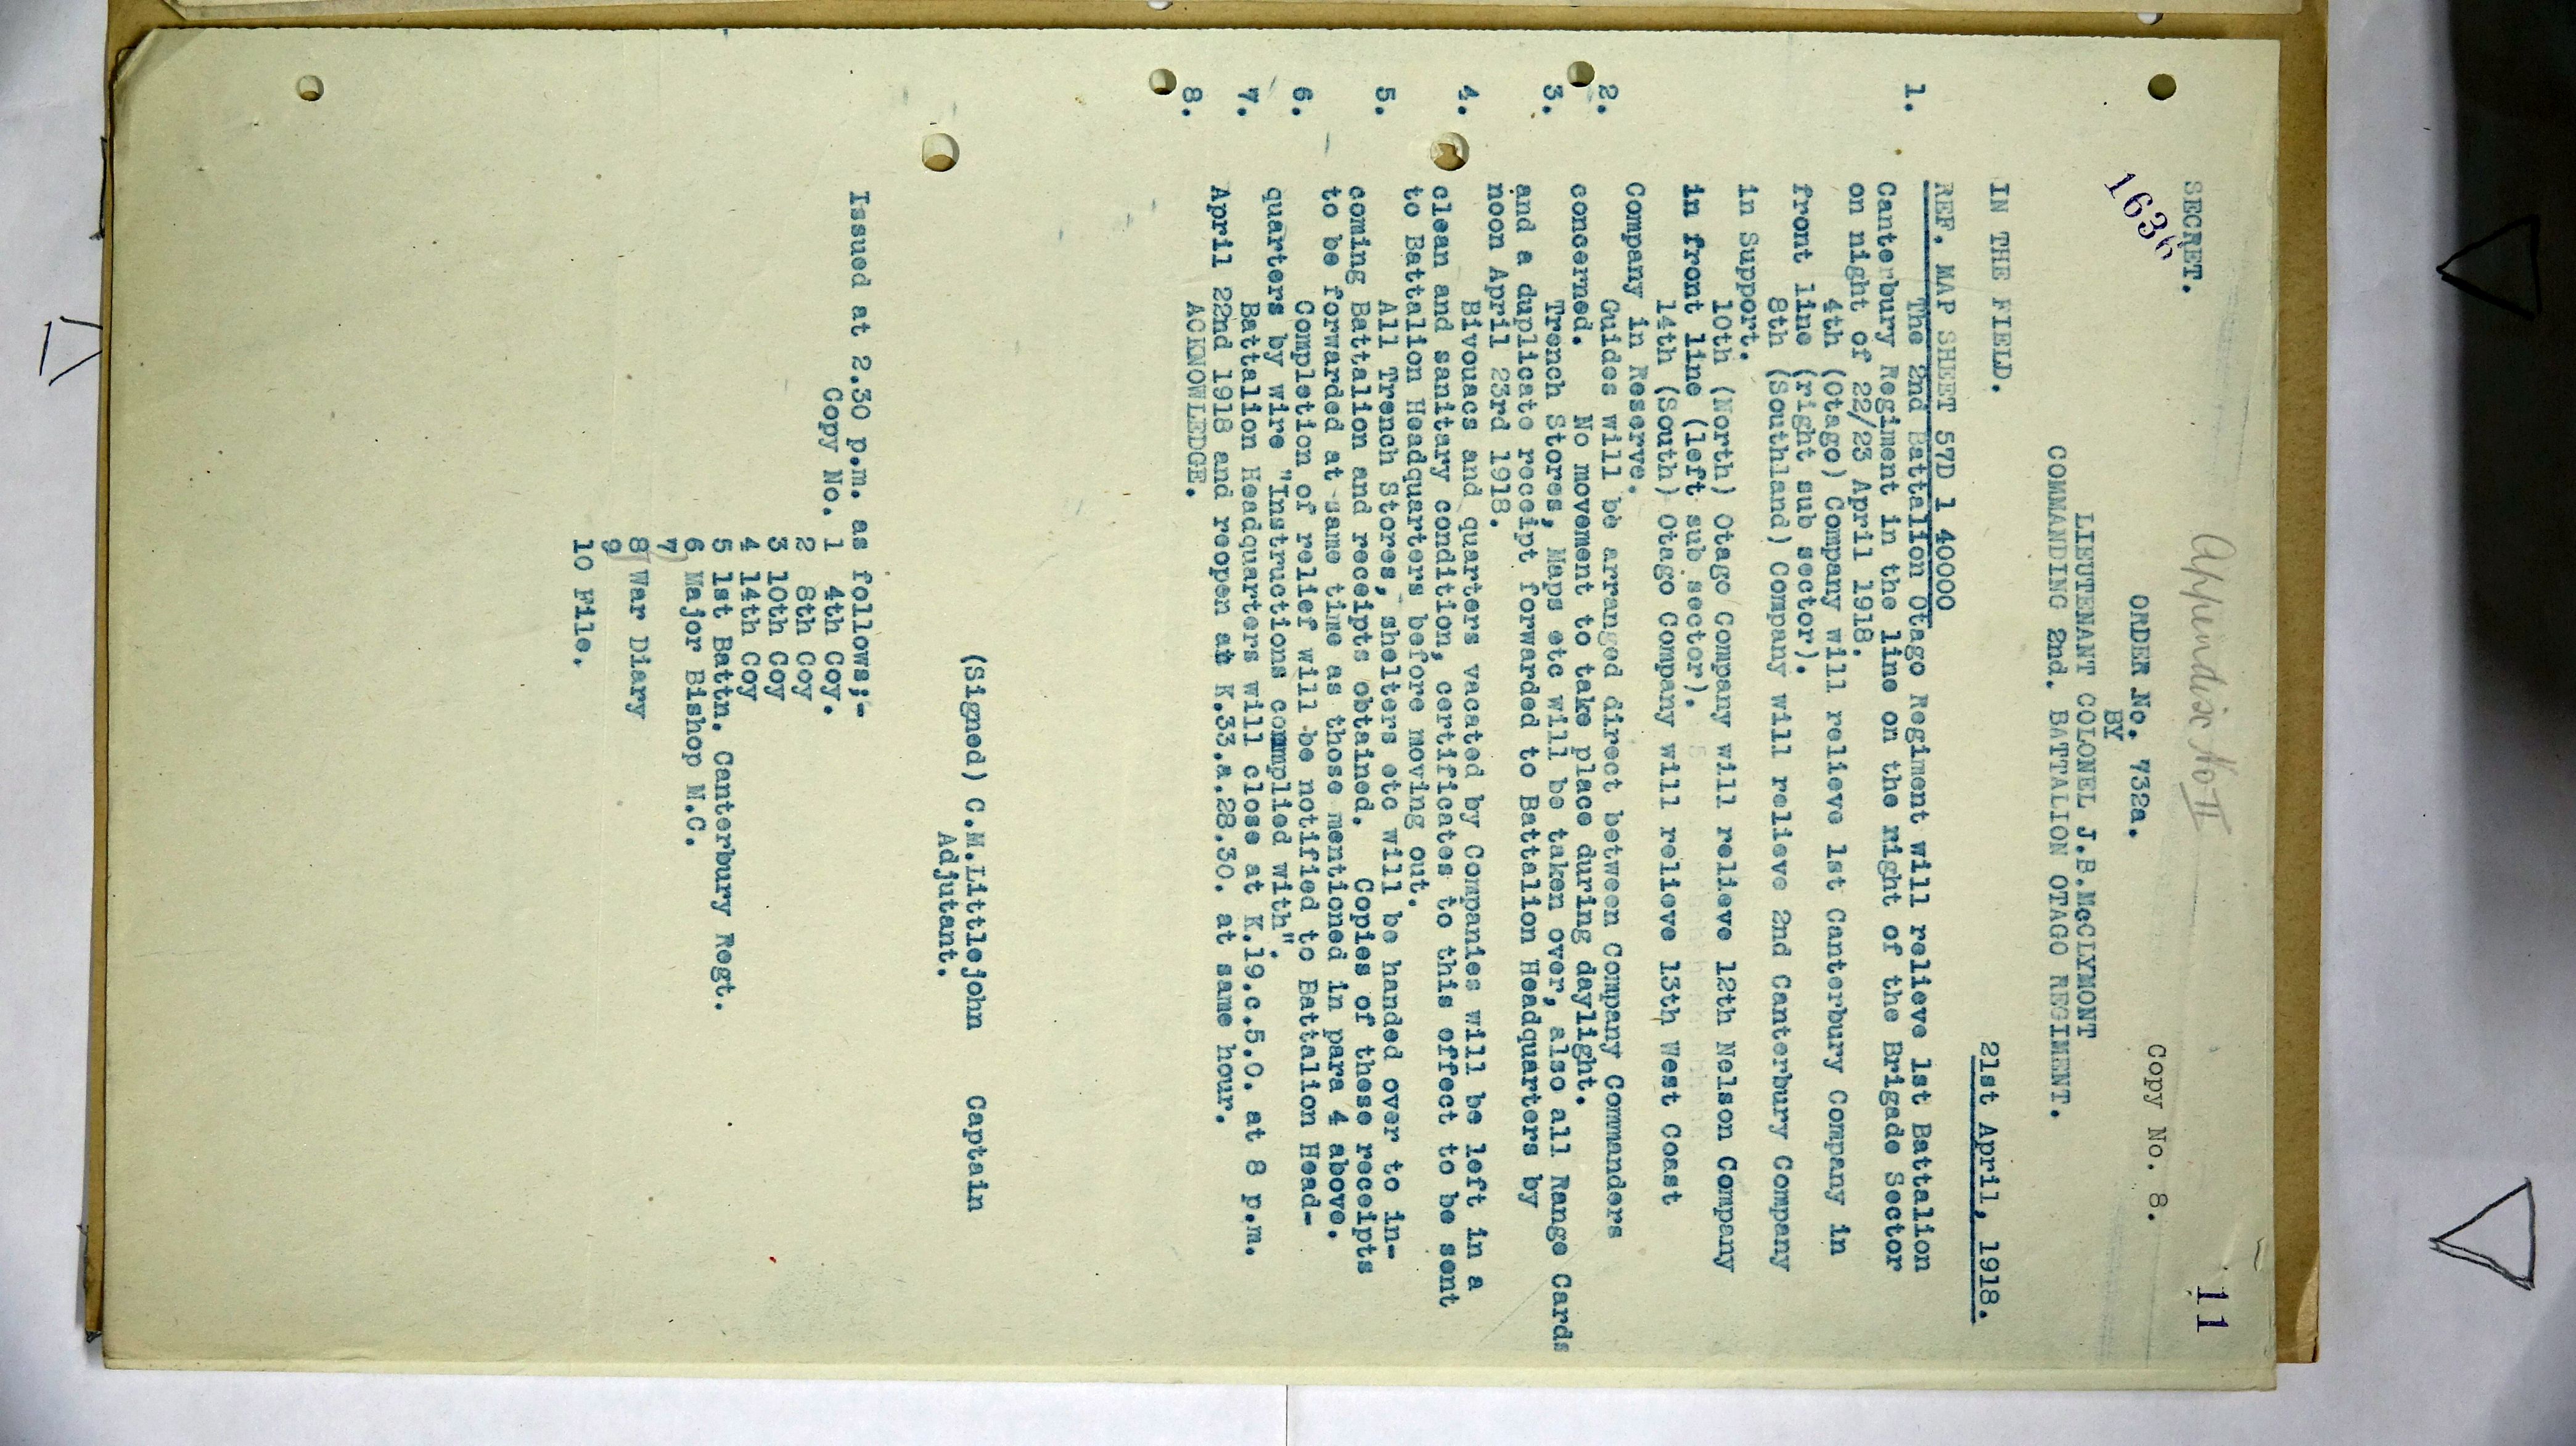 Appendix No II
11
SECRET.
1636
ORDER No. 732a.
Copy No. 8.
BY
LIEUTENANT COLONEL J.B.McCLYMONT
COMMANDING 2nd. BATTALION OTAGO REGIMENT.
IN THE FIELD.
21st April, 1918.
REF. MAP SHEET 57D 1 40000
1. The 2nd Battalion Otago Regiment will relieve 1st Battalion
Canterbury Regiment in the line on the right of the Brigade Sector
on night of 22/23 April 1918.
4th (Otago) Company will relieve 1st Canterbury Company in
front line (right sub sector).
8th (Southland) Company will relieve 2nd Canterbury Company
in Support.
10th (North) Otago Company will relieve 12th Nelson Company
in front line (left sub sector).
14th (South) Otago Company will relieve 13th West Coast
Company in Reserve.
2. Guides will be arranged direct between Company Commanders
concerned. No movement to take place during daylight.
3. Trench Stores, Maps etc will be taken over, also all Range Cards
and a duplicate receipt forwarded to Battalion Headquarters by
noon April 23rd 1918.
4. Bivouacs and quarters vacated by Companies will be left in a
clean and sanitary condition, certificates to this effect to be sent
to Battalion Headquarters before moving out.
5. All Trench Stores, shelters etc will be handed over to in-
coming Battalion and receipts obtained. Copies of these receipts
to be forwarded at same time as those mentioned in para 4 above.
6. Completion of relief will be notified to Battalion Head-
quarters by wire "Instructions commplied with".
7. Battalion Headquarters will close at K.19.c.5.0. at 8 p.m.
April 22nd 1918 and reopen at K.33.a.28.30. at same hour.
8. ACKNOWLEDGE.
(Signed) C.M.Littlejohn Captain
Adjutant.
Issued at 2.30 p.m. as follows;-
Copy No. 1 4th Coy.
2 8th Coy
3 10th Coy
4 14th Coy
5 1st Battn. Canterbury Regt.
6 Major Bishop M.C.
7)
8) War Diary
9
10 File.